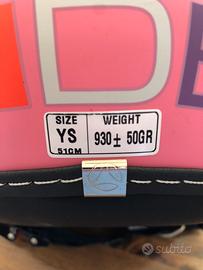 DE
SIZE WEIGHT
YS 930± 50GR
51CM
Subito